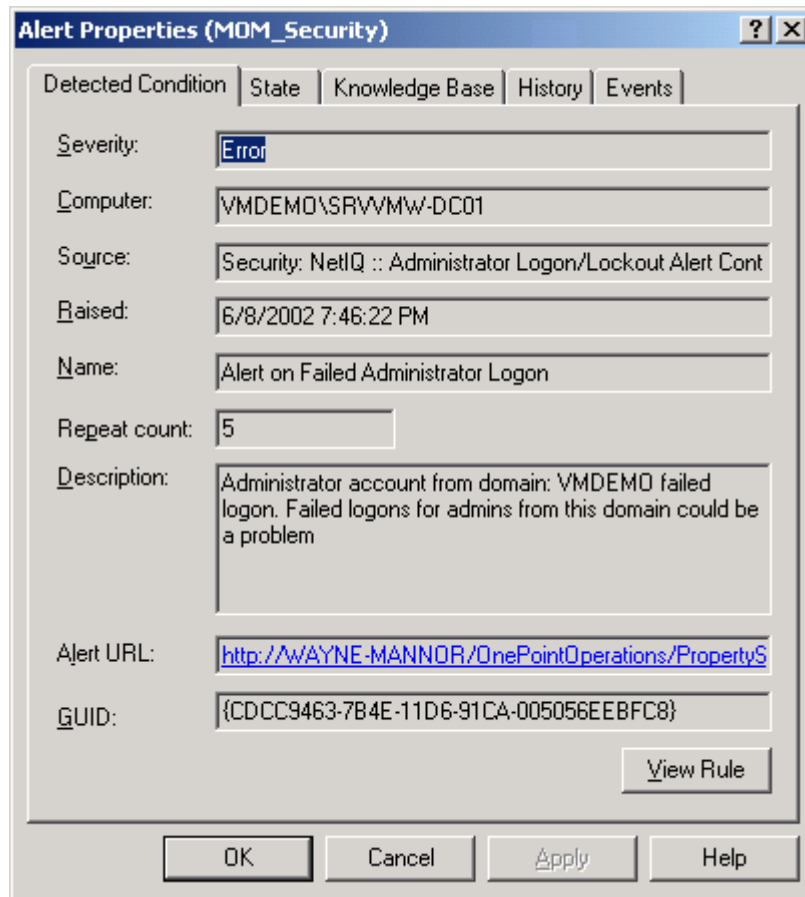 Alert Properties (MOM_Security)
Detected Condition State Knowledge Base History Events
Severity: Error
Computer: VMDEMO\SRVVMW-DC01
Source: Security: NetIQ :: Administrator Logon/Lockout Alert Cont
Raised: 6/8/2002 7:46:22 PM
Name: Alert on Failed Administrator Logon
Repeat count: 5
Description: Administrator account from domain: VMDEMO failed
logon. Failed logons for admins from this domain could be
a problem
Alert URL: http://WAYNE-MANNOR/OnePointOperations/PropertyS
GUID: {CDCC9463-7B4E-11D6-91CA-005056EEBFC8}
View Rule
OK Cancel Apply Help